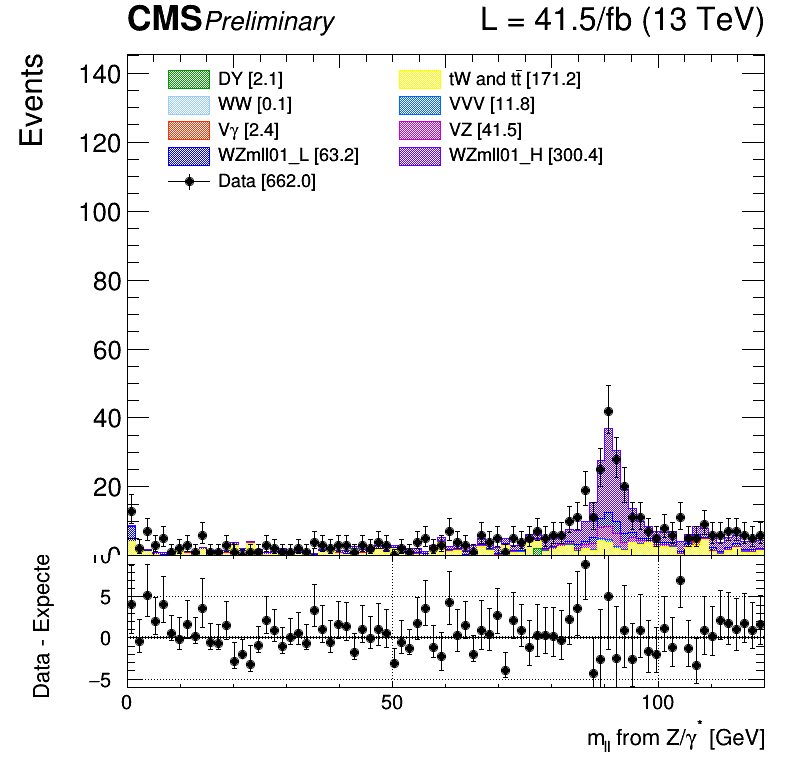 CMS Preliminary L = 41.5/fb (13 TeV)
Events
140
120
100
80
60
40
20
DY [2.1]
tW and tt̄ [171.2]
WW [0.1]
VVV [11.8]
Vγ [2.4]
VZ [41.5]
WZmll01_L [63.2]
WZmll01_H [300.4]
Data [662.0]
Data - Expecte
5
0
−5
0 50 100
m_ll from Z/γ* [GeV]